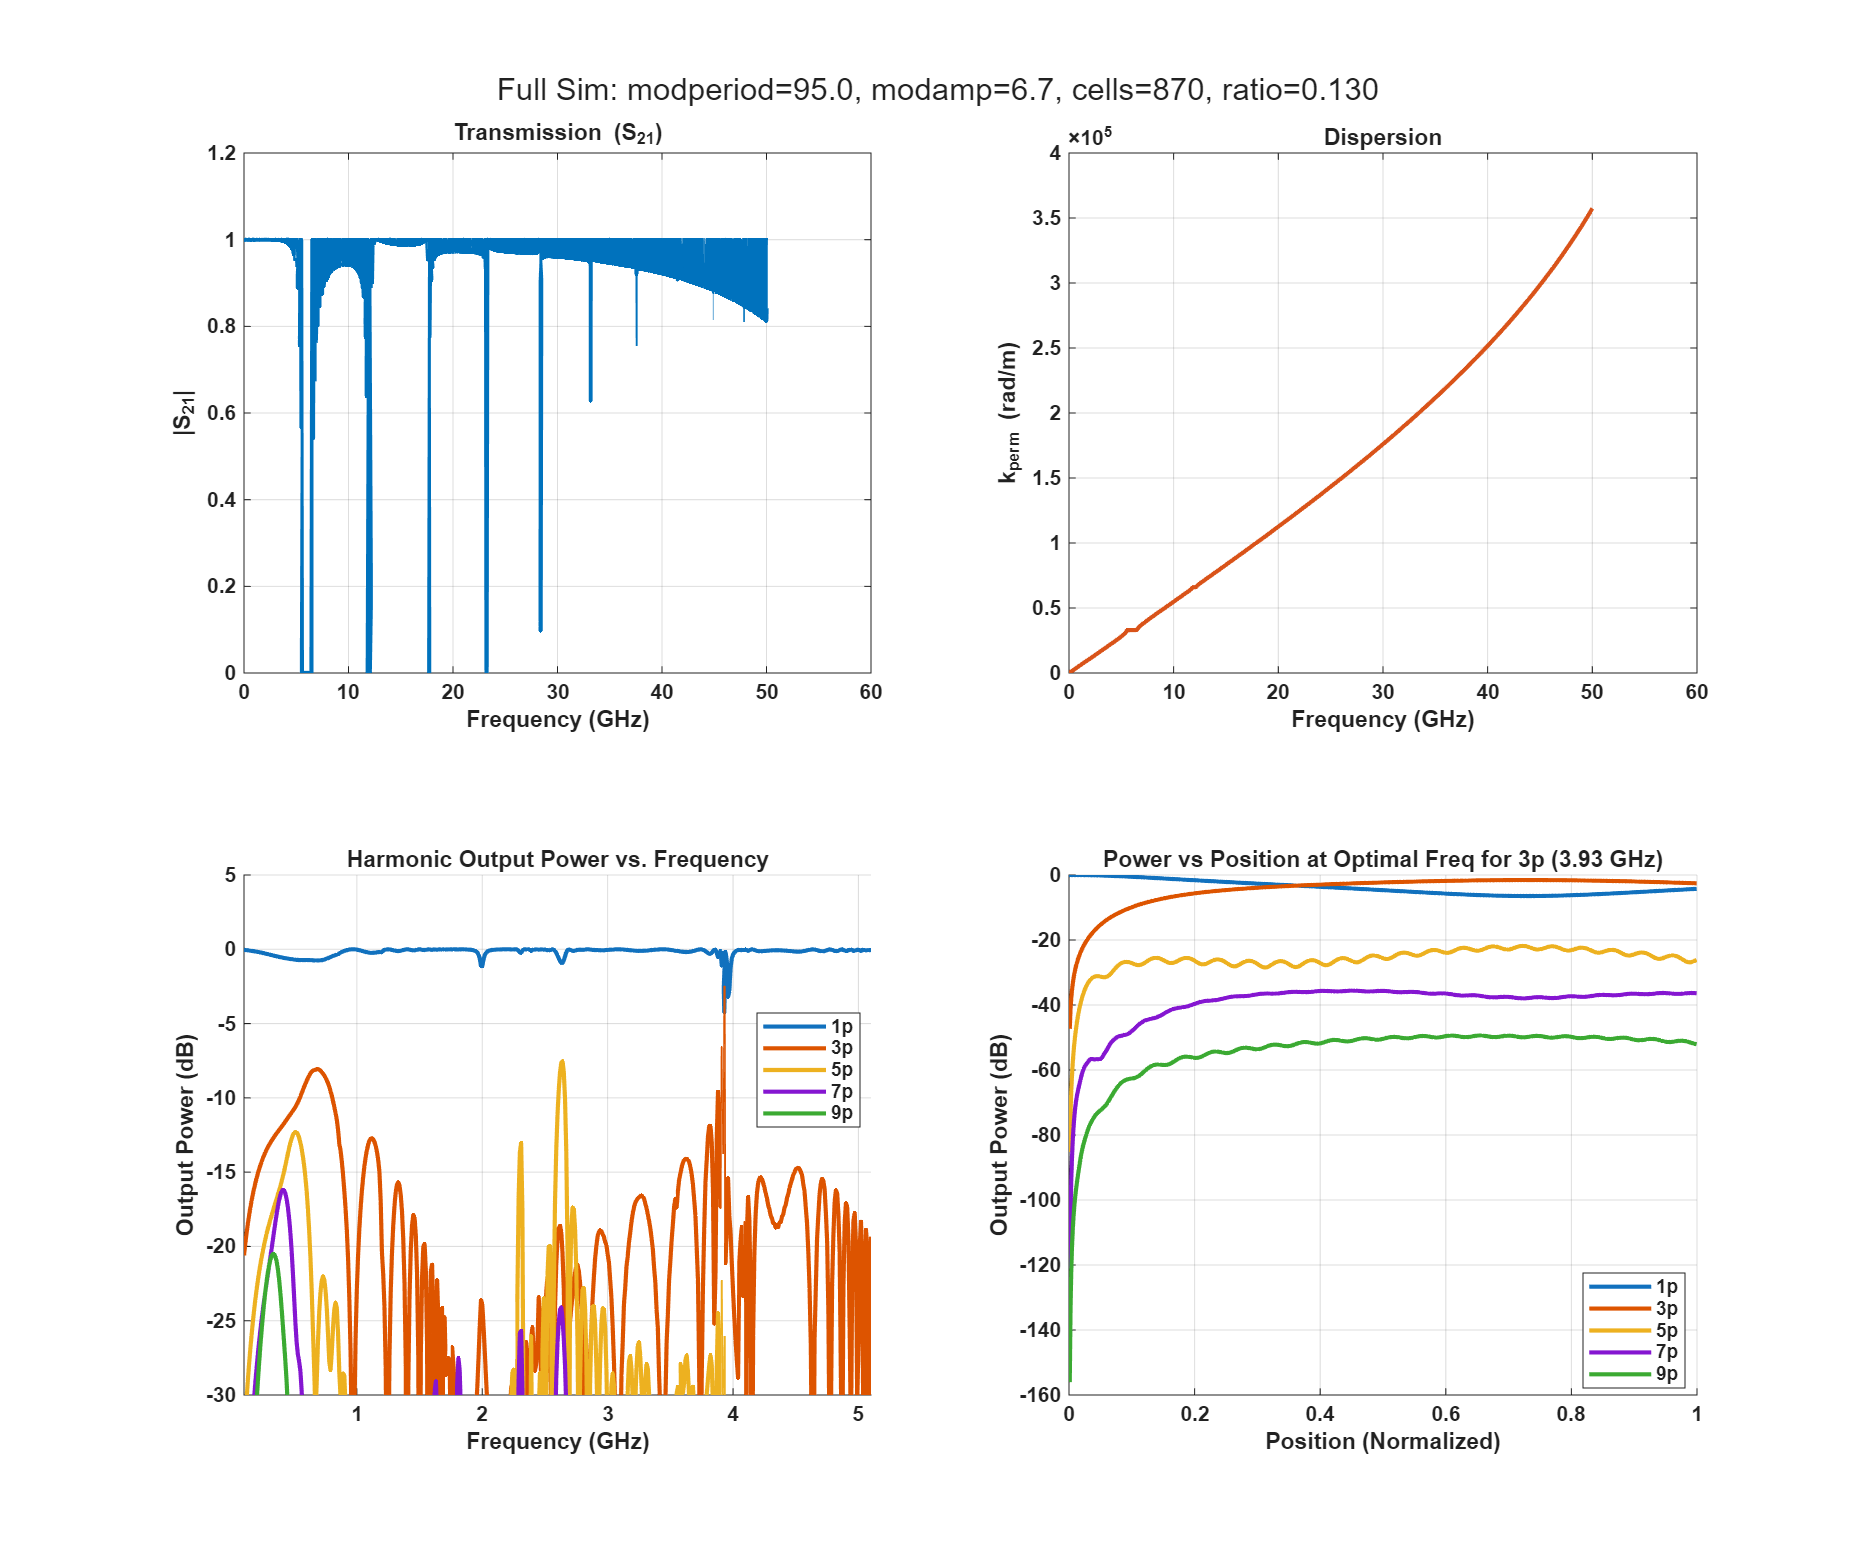 Full Sim: modperiod=95.0, modamp=6.7, cells=870, ratio=0.130
Transmission (S21)
1.2
1
0.8
0.6
0.4
0.2
0
|S21|
0 10 20 30 40 50 60
Frequency (GHz)
×10^5
Dispersion
4
3.5
3
2.5
2
1.5
1
0.5
0
kperm (rad/m)
0 10 20 30 40 50 60
Frequency (GHz)
Harmonic Output Power vs. Frequency
5
0
-5
-10
-15
-20
-25
-30
Output Power (dB)
1p
3p
5p
7p
9p
1 2 3 4 5
Frequency (GHz)
Power vs Position at Optimal Freq for 3p (3.93 GHz)
0
-20
-40
-60
-80
-100
-120
-140
-160
Output Power (dB)
1p
3p
5p
7p
9p
0 0.2 0.4 0.6 0.8 1
Position (Normalized)